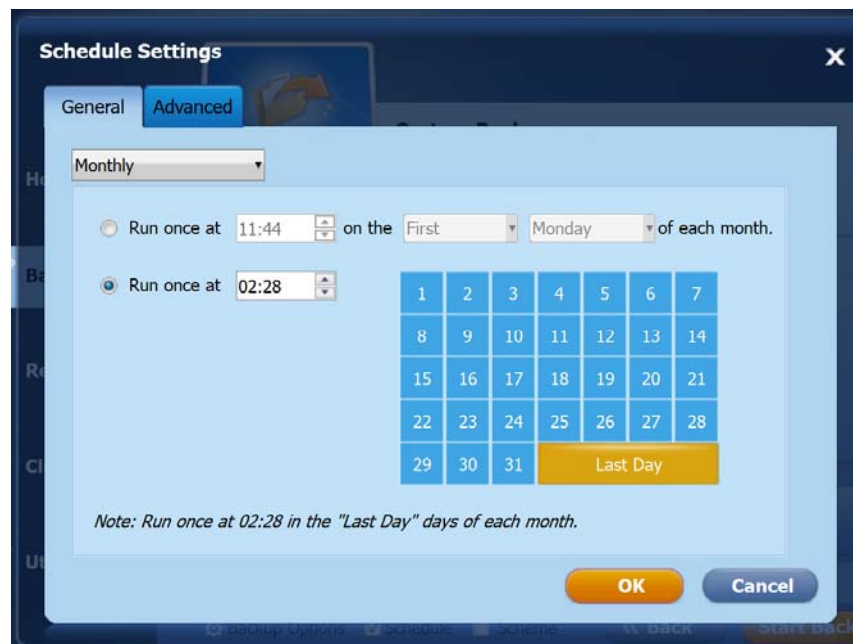 Schedule Settings
X
General Advanced
Monthly
Run once at 11:44 on the First Monday of each month.
Run once at 02:28
1 2 3 4 5 6 7
8 9 10 11 12 13 14
15 16 17 18 19 20 21
22 23 24 25 26 27 28
29 30 31 Last Day
Note: Run once at 02:28 in the "Last Day" days of each month.
OK Cancel
Backup Options Schedule Scheme Back Start Back